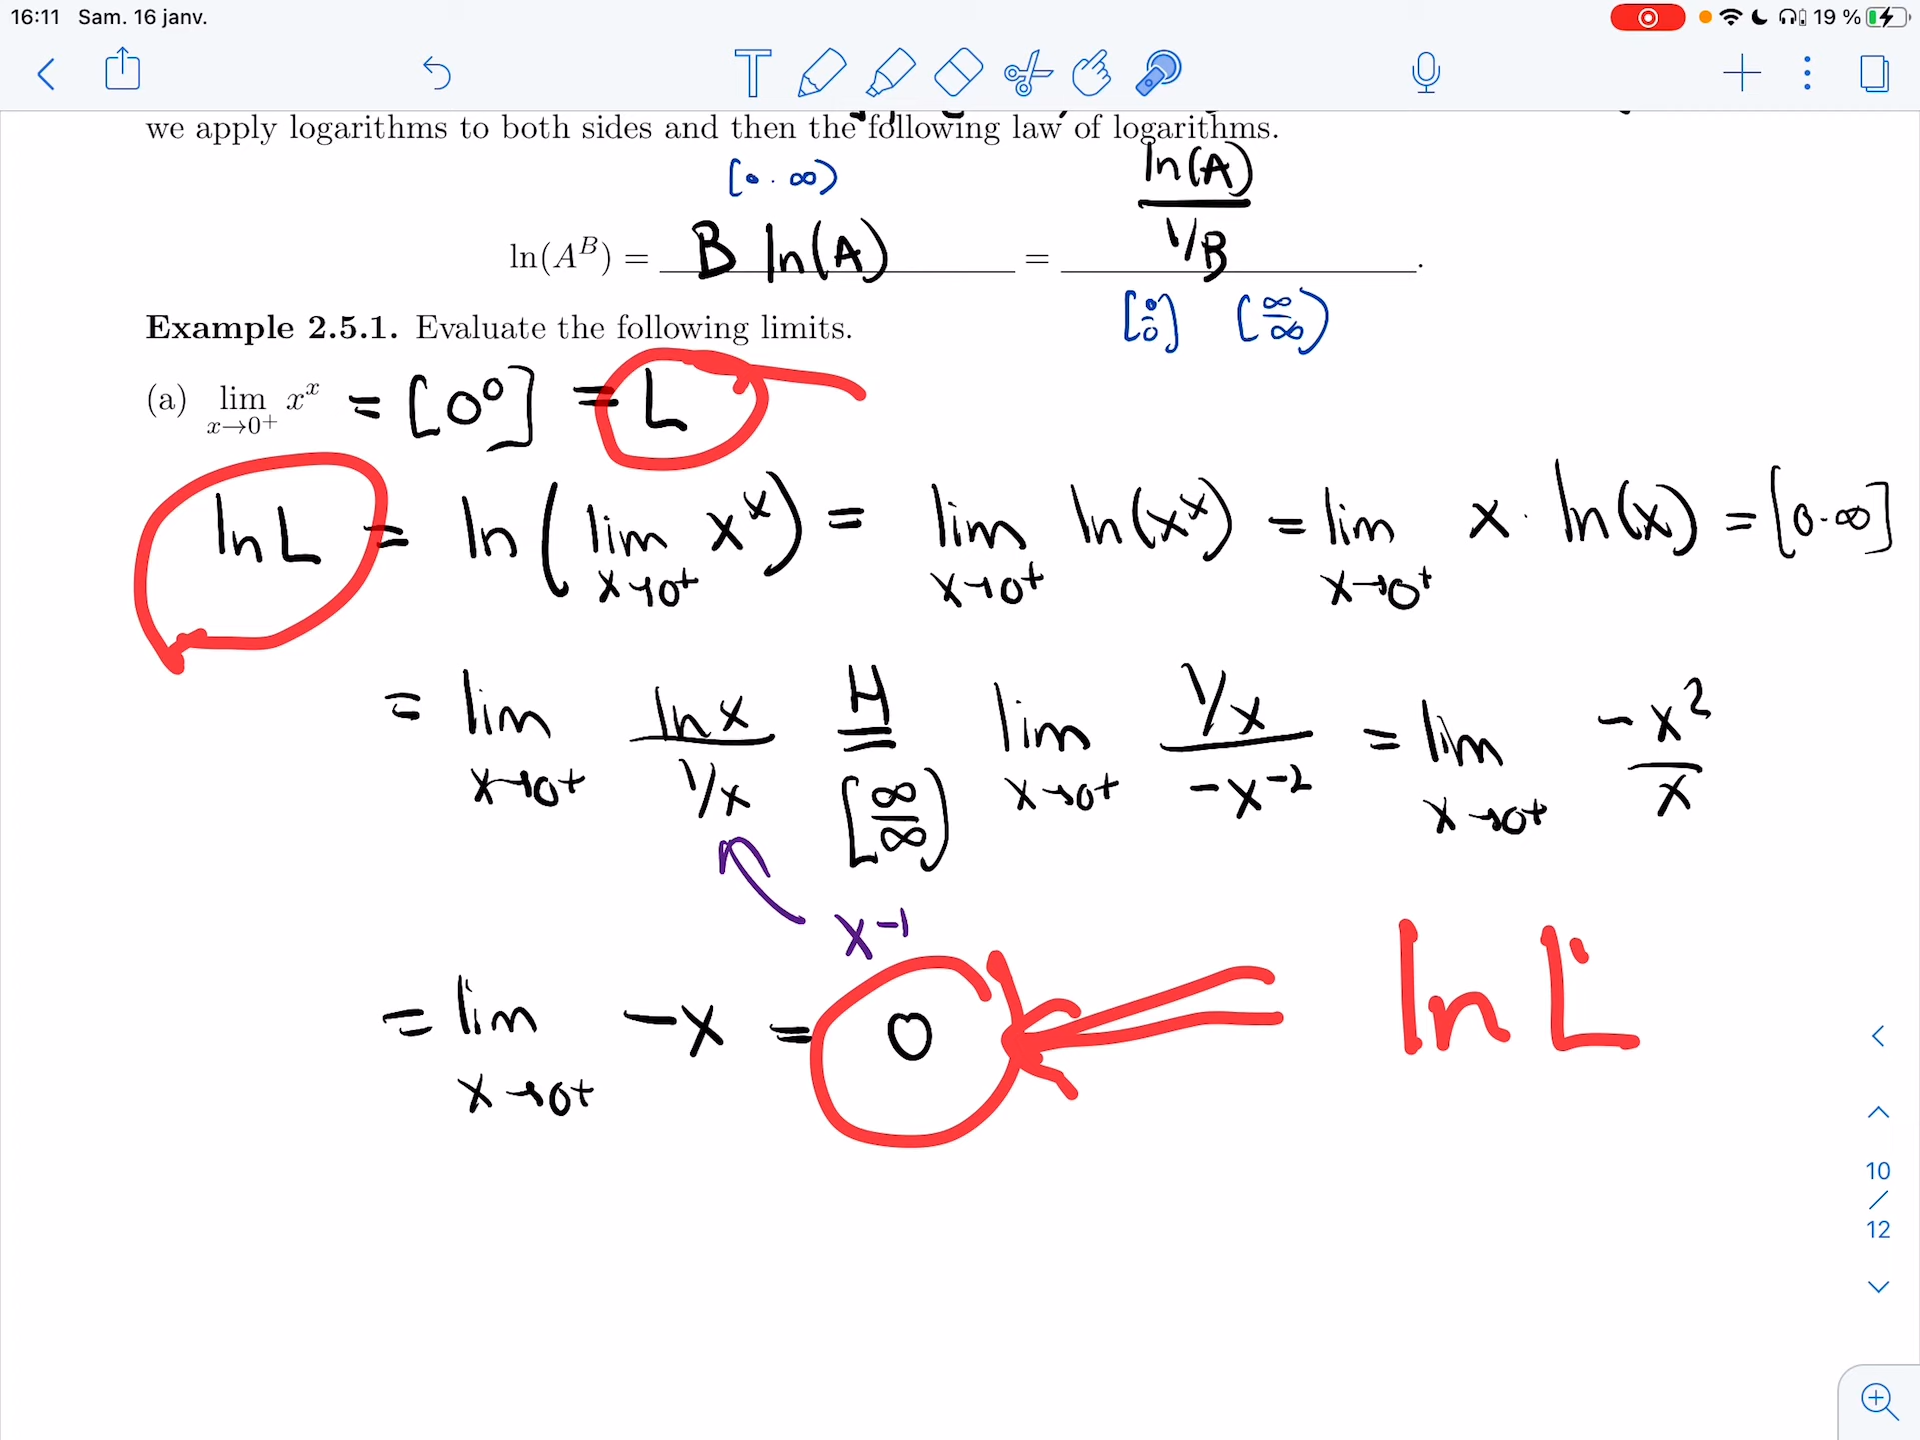 16:11 Sam. 16 janv. 19 %
we apply logarithms to both sides and then the following law of logarithms.
[0·∞)
ln(A^B) = B ln(A) = ln(A) / 1/B .
[0/0] [∞/∞)
Example 2.5.1. Evaluate the following limits.
(a) lim x→0+ x^x = [0^0] = L
ln L = ln( lim x→0+ x^x ) = lim x→0+ ln(x^x) = lim x→0+ x · ln(x) = [0·∞]
= lim x→0+ ln x / 1/x H= [∞/∞) lim x→0+ 1/x / -x^-2 = lim x→0+ -x^2 / x
x^-1
= lim x→0+ -x = 0 ln L
10
/
12